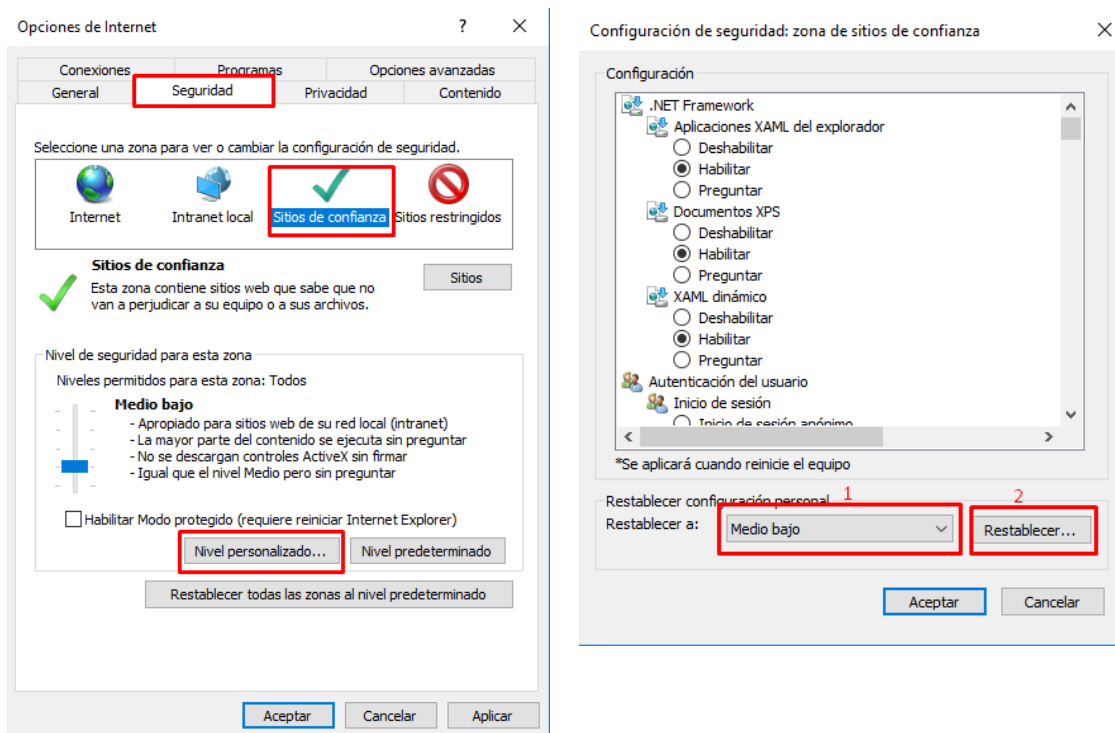 Opciones de Internet
?
Conexiones Programas Opciones avanzadas
General Seguridad Privacidad Contenido
Seleccione una zona para ver o cambiar la configuración de seguridad.
Internet Intranet local Sitios de confianza Sitios restringidos
Sitios de confianza
Esta zona contiene sitios web que sabe que no
van a perjudicar a su equipo o a sus archivos.
Sitios
Nivel de seguridad para esta zona
Niveles permitidos para esta zona: Todos
Medio bajo
- Apropiado para sitios web de su red local (intranet)
- La mayor parte del contenido se ejecuta sin preguntar
- No se descargan controles ActiveX sin firmar
- Igual que el nivel Medio pero sin preguntar
Habilitar Modo protegido (requiere reiniciar Internet Explorer)
Nivel personalizado... Nivel predeterminado
Restablecer todas las zonas al nivel predeterminado
Aceptar Cancelar Aplicar
Configuración de seguridad: zona de sitios de confianza
Configuración
.NET Framework
Aplicaciones XAML del explorador
Deshabilitar
Habilitar
Preguntar
Documentos XPS
Deshabilitar
Habilitar
Preguntar
XAML dinámico
Deshabilitar
Habilitar
Preguntar
Autenticación del usuario
Inicio de sesión
Inicio de sesión anónimo
*Se aplicará cuando reinicie el equipo
Restablecer configuración personal
1 2
Restablecer a: Medio bajo Restablecer...
Aceptar Cancelar